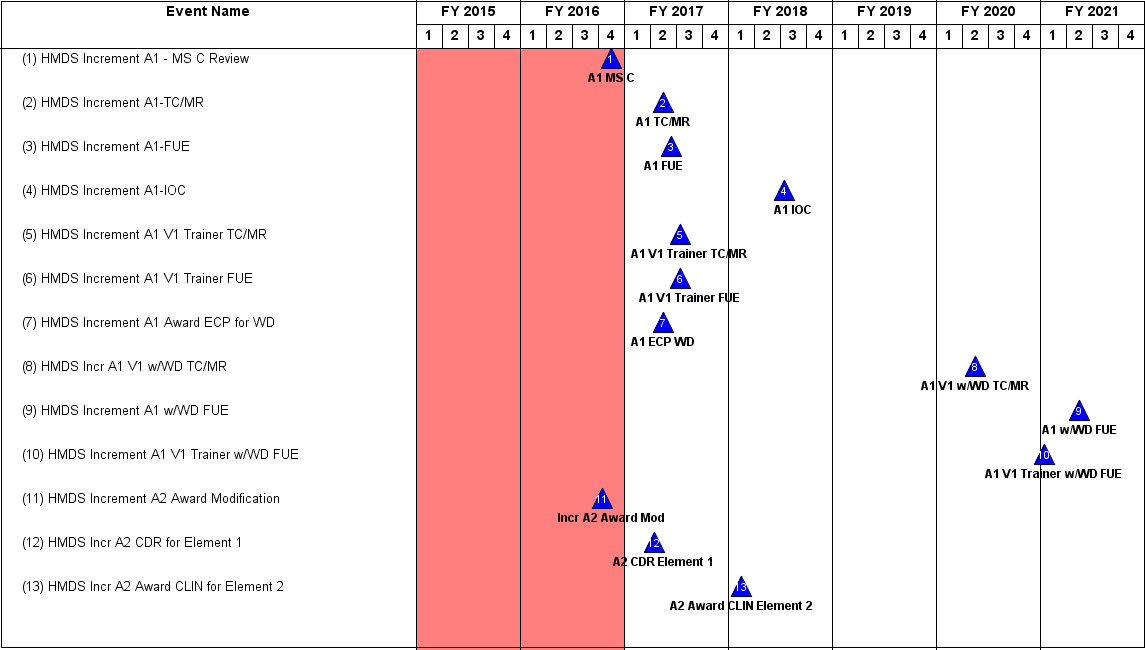 Event Name FY 2015 FY 2016 FY 2017 FY 2018 FY 2019 FY 2020 FY 2021
1 2 3 4 1 2 3 4 1 2 3 4 1 2 3 4 1 2 3 4 1 2 3 4 1 2 3 4
(1) HMDS Increment A1 - MS C Review 1
A1 MS C
(2) HMDS Increment A1-TC/MR 2
A1 TC/MR
(3) HMDS Increment A1-FUE 3
A1 FUE
(4) HMDS Increment A1-IOC 4
A1 IOC
(5) HMDS Increment A1 V1 Trainer TC/MR 5
A1 V1 Trainer TC/MR
(6) HMDS Increment A1 V1 Trainer FUE 6
A1 V1 Trainer FUE
(7) HMDS Increment A1 Award ECP for WD 7
A1 ECP WD
(8) HMDS Incr A1 V1 w/WD TC/MR 8
A1 V1 w/WD TC/MR
(9) HMDS Increment A1 w/WD FUE 9
A1 w/WD FUE
(10) HMDS Increment A1 V1 Trainer w/WD FUE 10
A1 V1 Trainer w/WD FUE
(11) HMDS Increment A2 Award Modification 11
Incr A2 Award Mod
(12) HMDS Incr A2 CDR for Element 1 12
A2 CDR Element 1
(13) HMDS Incr A2 Award CLIN for Element 2 13
A2 Award CLIN Element 2